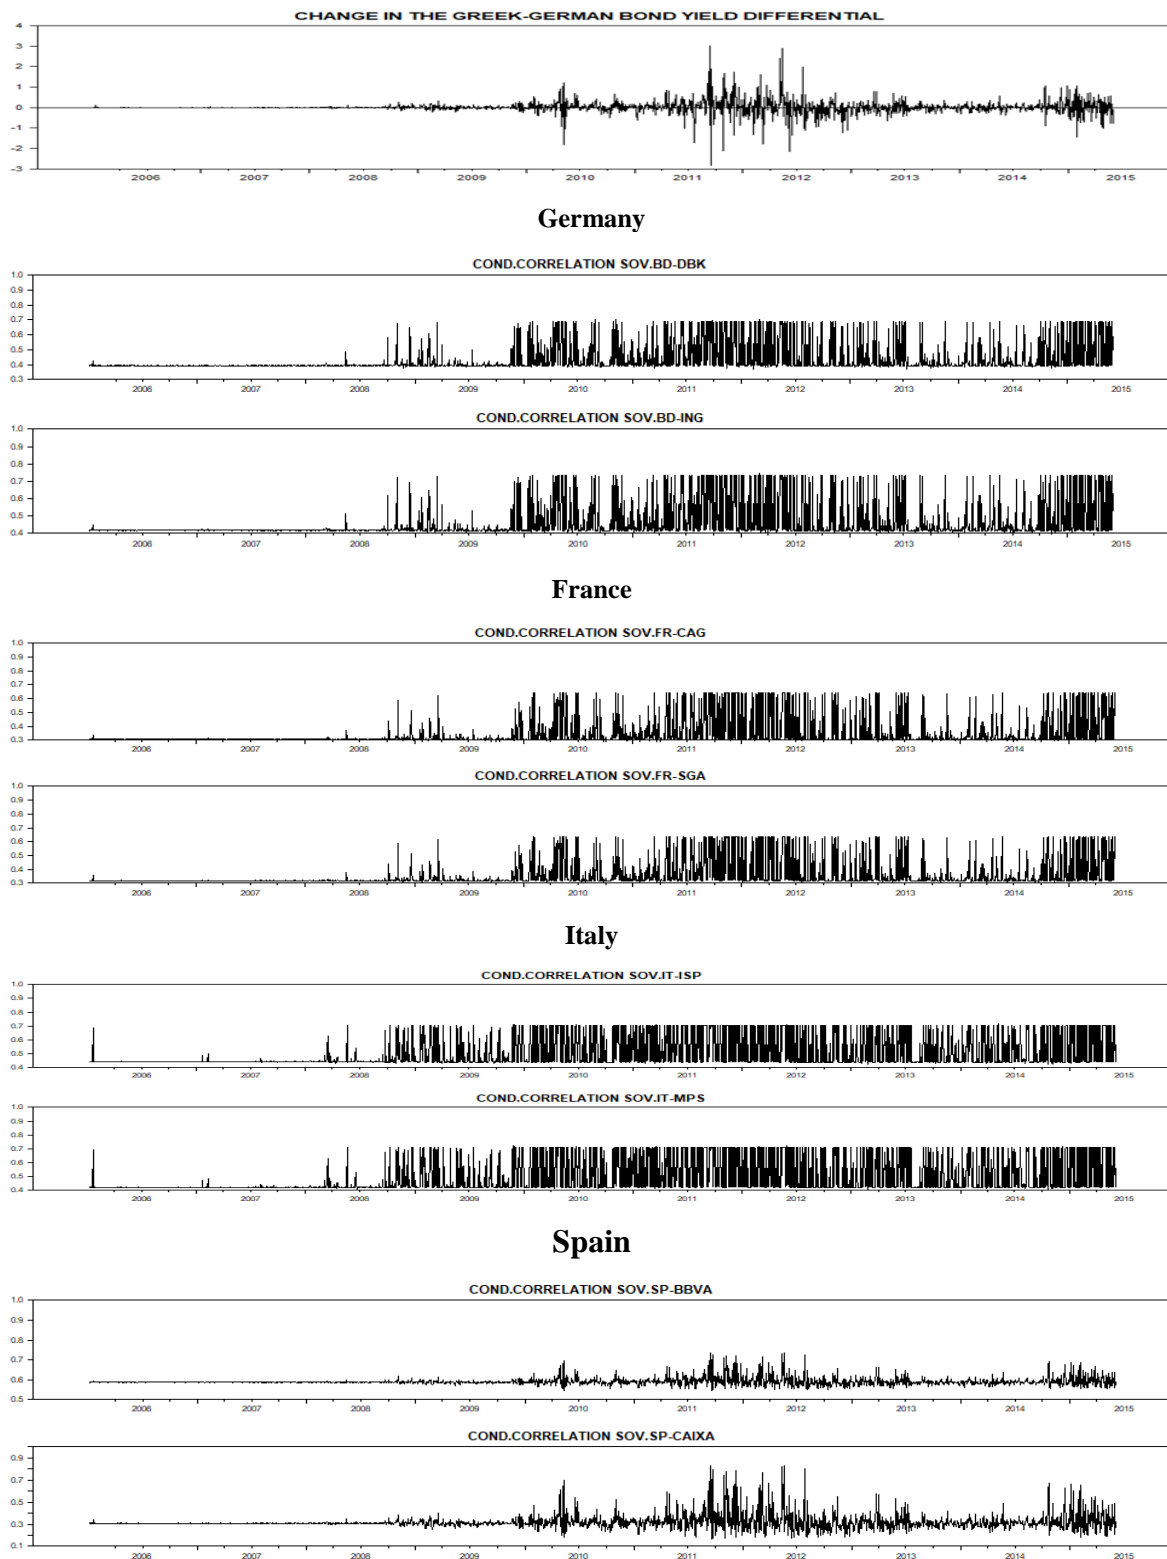 CHANGE IN THE GREEK-GERMAN BOND YIELD DIFFERENTIAL
4
3
2
1
0
-1
-2
-3
2006 2007 2008 2009 2010 2011 2012 2013 2014 2015
Germany
COND.CORRELATION SOV.BD-DBK
1.0
0.9
0.8
0.7
0.6
0.5
0.4
0.3
2006 2007 2008 2009 2010 2011 2012 2013 2014 2015
COND.CORRELATION SOV.BD-ING
1.0
0.9
0.8
0.7
0.6
0.5
0.4
2006 2007 2008 2009 2010 2011 2012 2013 2014 2015
France
COND.CORRELATION SOV.FR-CAG
1.0
0.9
0.8
0.7
0.6
0.5
0.4
0.3
2006 2007 2008 2009 2010 2011 2012 2013 2014 2015
COND.CORRELATION SOV.FR-SGA
1.0
0.9
0.8
0.7
0.6
0.5
0.4
0.3
2006 2007 2008 2009 2010 2011 2012 2013 2014 2015
Italy
COND.CORRELATION SOV.IT-ISP
1.0
0.9
0.8
0.7
0.6
0.5
0.4
2006 2007 2008 2009 2010 2011 2012 2013 2014 2015
COND.CORRELATION SOV.IT-MPS
1.0
0.9
0.8
0.7
0.6
0.5
0.4
2006 2007 2008 2009 2010 2011 2012 2013 2014 2015
Spain
COND.CORRELATION SOV.SP-BBVA
1.0
0.9
0.8
0.7
0.6
0.5
2006 2007 2008 2009 2010 2011 2012 2013 2014 2015
COND.CORRELATION SOV.SP-CAIXA
0.9
0.7
0.5
0.3
0.1
2006 2007 2008 2009 2010 2011 2012 2013 2014 2015